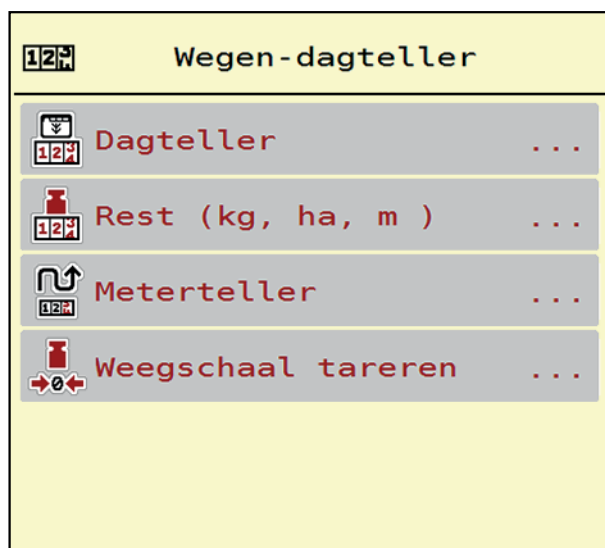 Wegen-dagteller
Dagteller ...
Rest (kg, ha, m ) ...
Meterteller ...
Weegschaal tareren ...